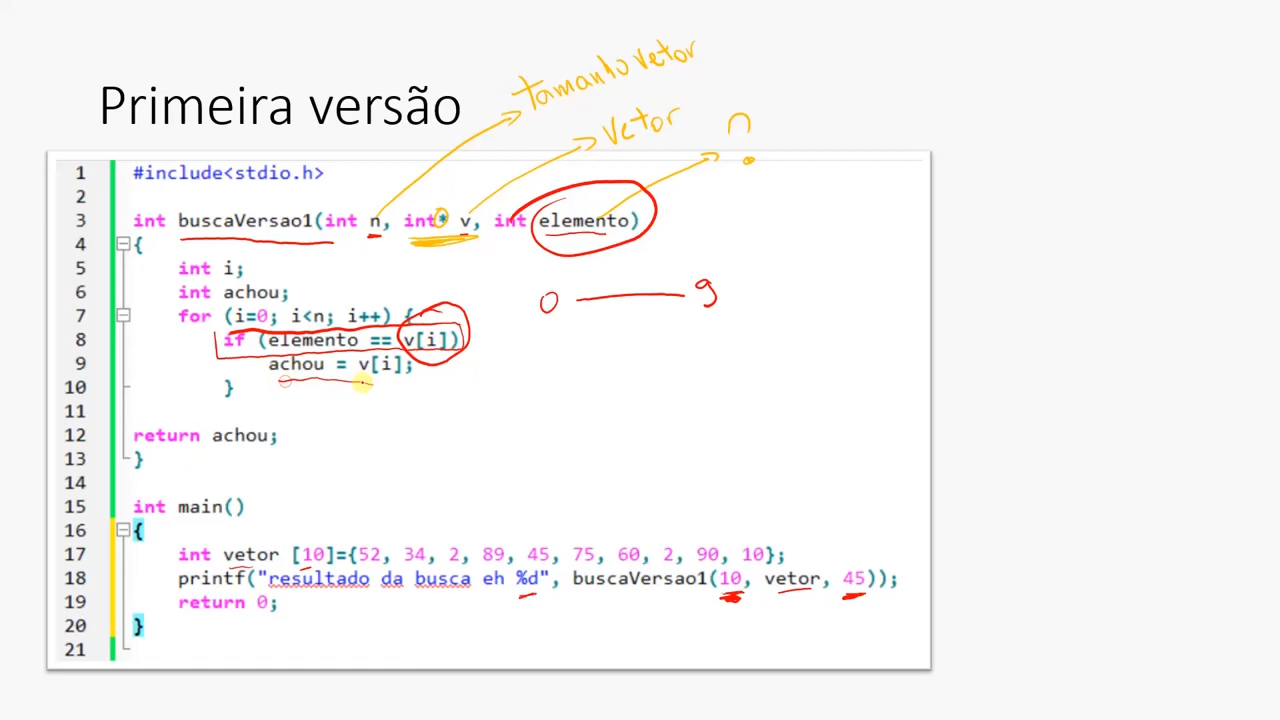 Primeira versão
tamanho vetor
vetor
n
1 #include<stdio.h>
2
3 int buscaVersao1(int n, int* v, int elemento)
4 {
5 int i;
6 int achou;
7 for (i=0; i<n; i++) {
8 if (elemento == v[i])
9 achou = v[i];
10 }
11
12 return achou;
13 }
14
15 int main()
16 {
17 int vetor [10]={52, 34, 2, 89, 45, 75, 60, 2, 90, 10};
18 printf("resultado da busca eh %d", buscaVersao1(10, vetor, 45));
19 return 0;
20 }
21
0 9